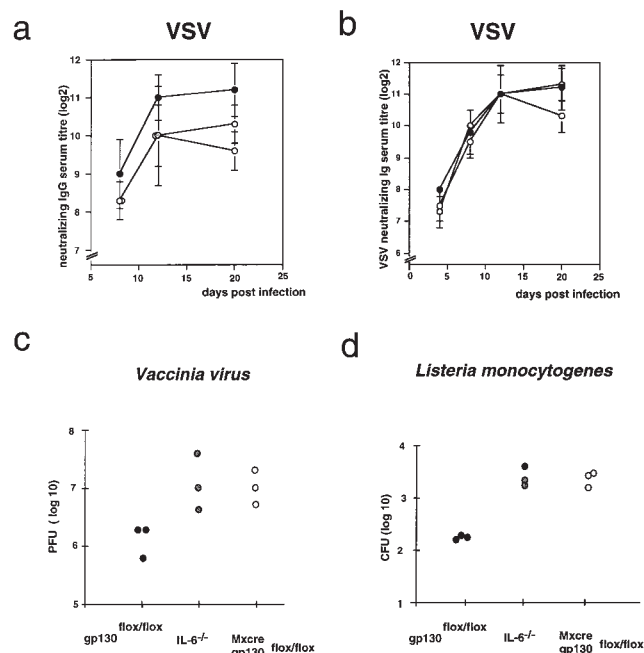 a
VSV
neutralizing IgG serum titre (log2)
12
11
10
9
8
7
5
10
15
20
25
days post infection
b
VSV
VSV neutralizing Ig serum titre (log2)
12
11
10
9
8
7
6
0
5
10
15
20
25
days post infection
c
Vaccinia virus
PFU ( log 10)
8
7
6
5
gp130 flox/flox
IL-6-/-
Mxcre
gp130 flox/flox
d
Listeria monocytogenes
CFU (log 10)
4
3
2
1
gp130 flox/flox
IL-6-/-
Mxcre
gp130 flox/flox